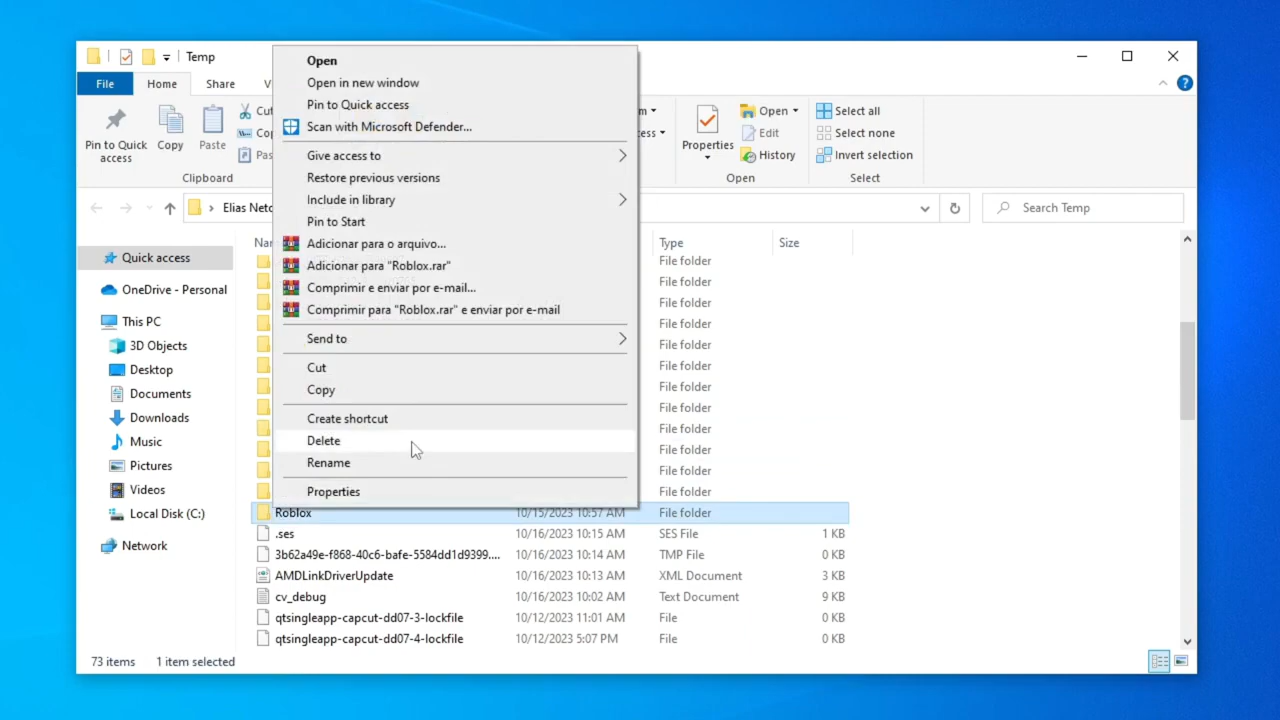 Temp
File
Home
Share
V
Pin to Quick access
Copy
Paste
Cut
Cop
Pas
Clipboard
m
ess
Properties
Open
Edit
History
Open
Select all
Select none
Invert selection
Select
Elias Neto
Search Temp
Open
Open in new window
Pin to Quick access
Scan with Microsoft Defender...
Give access to
Restore previous versions
Include in library
Pin to Start
Adicionar para o arquivo...
Adicionar para "Roblox.rar"
Comprimir e enviar por e-mail...
Comprimir para "Roblox.rar" e enviar por e-mail
Send to
Cut
Copy
Create shortcut
Delete
Rename
Properties
Quick access
OneDrive - Personal
This PC
3D Objects
Desktop
Documents
Downloads
Music
Pictures
Videos
Local Disk (C:)
Network
Nam
Type
Size
File folder
File folder
File folder
File folder
File folder
File folder
File folder
File folder
File folder
File folder
File folder
File folder
Roblox 10/15/2023 10:57 AM File folder
.ses 10/16/2023 10:15 AM SES File 1 KB
3b62a49e-f868-40c6-bafe-5584dd1d9399.... 10/16/2023 10:14 AM TMP File 0 KB
AMDLinkDriverUpdate 10/16/2023 10:13 AM XML Document 3 KB
cv_debug 10/16/2023 10:02 AM Text Document 9 KB
qtsingleapp-capcut-dd07-3-lockfile 10/12/2023 11:01 AM File 0 KB
qtsingleapp-capcut-dd07-4-lockfile 10/12/2023 5:07 PM File 0 KB
73 items 1 item selected